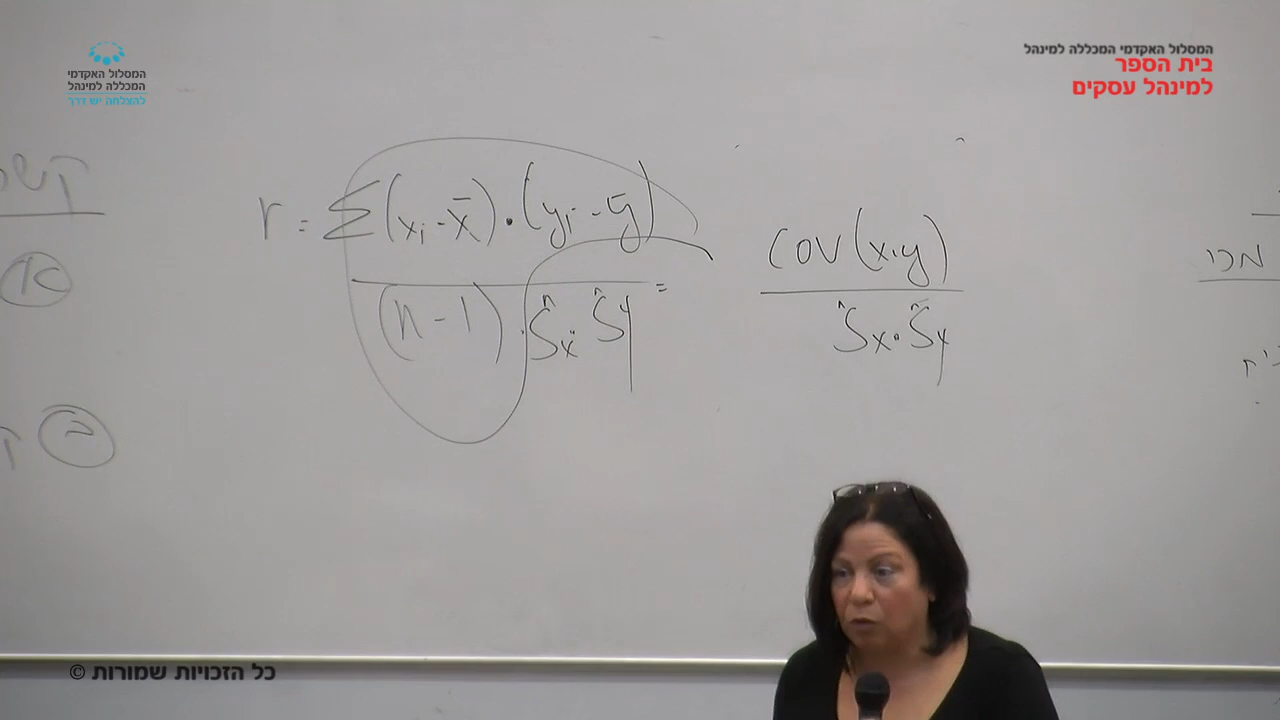 המסלול האקדמי המכללה למינהל
בית הספר
למינהל עסקים
המסלול האקדמי
המכללה למינהל
להצלחה יש דרך
r = Σ(xᵢ - x̄)·(yᵢ - ȳ)
(n - 1)·Ŝx·Ŝy =
COV(x,y)
Ŝx·Ŝy
קשר
א
ב
© כל הזכויות שמורות